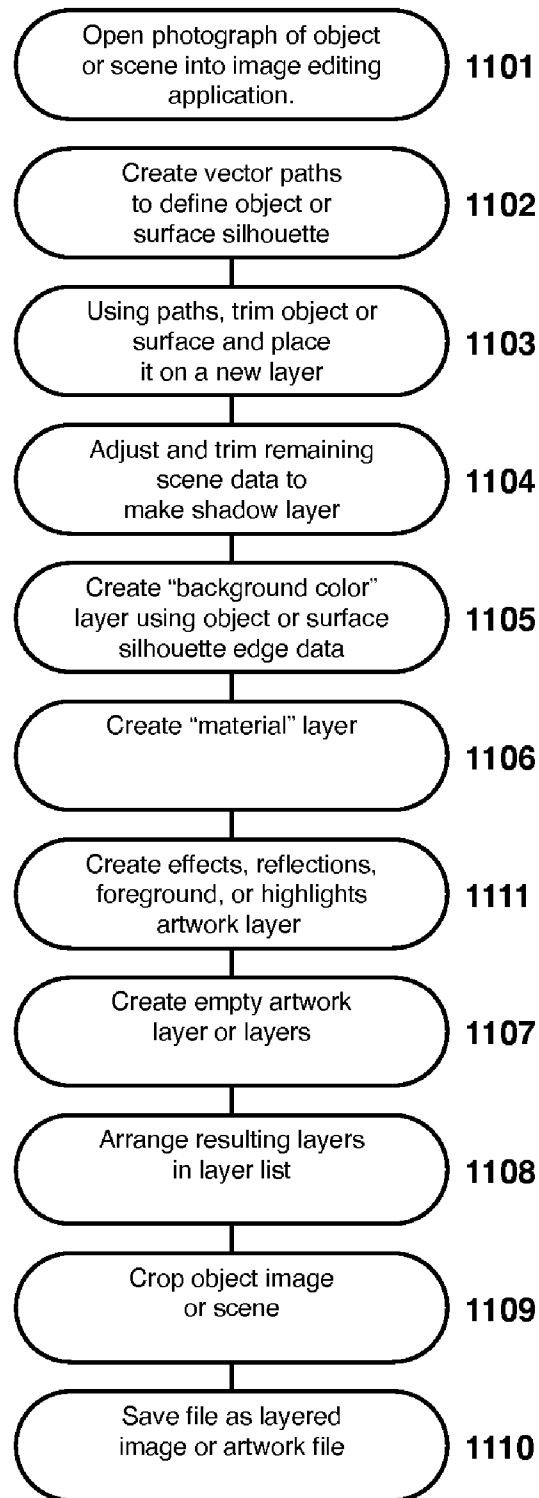 Open photograph of object
or scene into image editing
application.
1101
Create vector paths
to define object or
surface silhouette
1102
Using paths, trim object or
surface and place
it on a new layer
1103
Adjust and trim remaining
scene data to
make shadow layer
1104
Create “background color”
layer using object or surface
silhouette edge data
1105
Create “material” layer
1106
Create effects, reflections,
foreground, or highlights
artwork layer
1111
Create empty artwork
layer or layers
1107
Arrange resulting layers
in layer list
1108
Crop object image
or scene
1109
Save file as layered
image or artwork file
1110